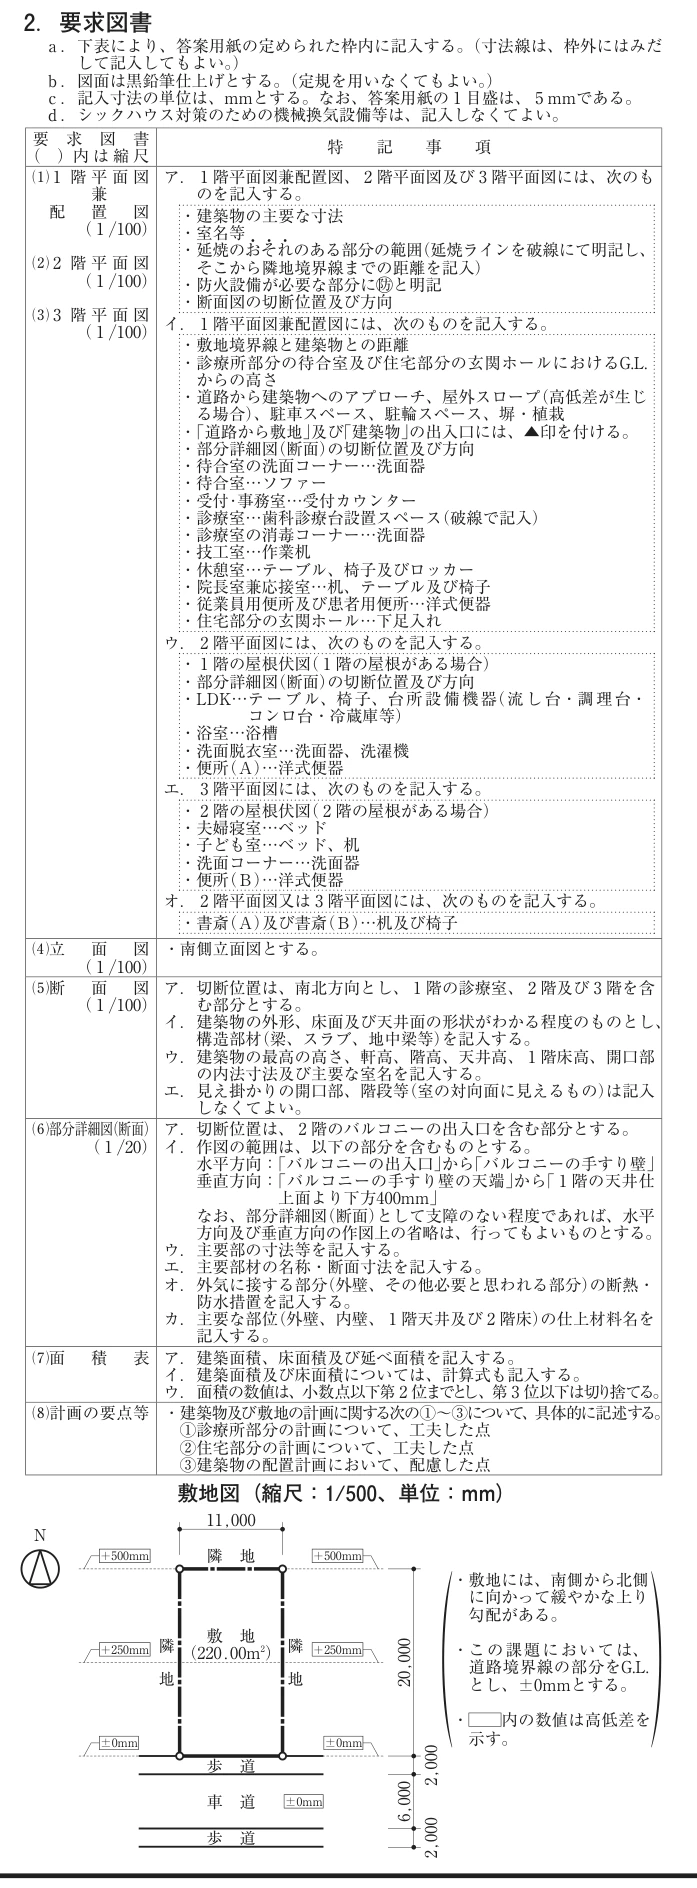 2. 要求図書
a. 下表により、答案用紙の定められた枠内に記入する。(寸法線は、枠外にはみだ
して記入してもよい。)
b. 図面は黒鉛筆仕上げとする。(定規を用いなくてもよい。)
c. 記入寸法の単位は、mmとする。なお、答案用紙の1目盛は、5mmである。
d. シックハウス対策のための機械換気設備等は、記入しなくてよい。
要求図書
( )内は縮尺
特記事項
(1)1階平面図
兼
配置図
(1/100)
(2)2階平面図
(1/100)
(3)3階平面図
(1/100)
ア. 1階平面図兼配置図、2階平面図及び3階平面図には、次のも
のを記入する。
・建築物の主要な寸法
・室名等
・延焼のおそれのある部分の範囲(延焼ラインを破線にて明記し、
そこから隣地境界線までの距離を記入)
・防火設備が必要な部分に㊁と明記
・断面図の切断位置及び方向
イ. 1階平面図兼配置図には、次のものを記入する。
・敷地境界線と建築物との距離
・診療所部分の待合室及び住宅部分の玄関ホールにおけるG.L.
からの高さ
・道路から建築物へのアプローチ、屋外スロープ(高低差が生じ
る場合)、駐車スペース、駐輪スペース、塀・植栽
・「道路から敷地」及び「建築物」の出入口には、▲印を付ける。
・部分詳細図(断面)の切断位置及び方向
・待合室の洗面コーナー…洗面器
・待合室…ソファー
・受付・事務室…受付カウンター
・診療室…歯科診療台設置スペース(破線で記入)
・診療室の消毒コーナー…洗面器
・技工室…作業机
・休憩室…テーブル、椅子及びロッカー
・院長室兼応接室…机、テーブル及び椅子
・従業員用便所及び患者用便所…洋式便器
・住宅部分の玄関ホール…下足入れ
ウ. 2階平面図には、次のものを記入する。
・1階の屋根伏図(1階の屋根がある場合)
・部分詳細図(断面)の切断位置及び方向
・LDK…テーブル、椅子、台所設備機器(流し台・調理台・
コンロ台・冷蔵庫等)
・浴室…浴槽
・洗面脱衣室…洗面器、洗濯機
・便所(A)…洋式便器
エ. 3階平面図には、次のものを記入する。
・2階の屋根伏図(2階の屋根がある場合)
・夫婦寝室…ベッド
・子ども室…ベッド、机
・洗面コーナー…洗面器
・便所(B)…洋式便器
オ. 2階平面図又は3階平面図には、次のものを記入する。
・書斎(A)及び書斎(B)…机及び椅子
(4)立面図
(1/100)
・南側立面図とする。
(5)断面図
(1/100)
ア. 切断位置は、南北方向とし、1階の診療室、2階及び3階を含
む部分とする。
イ. 建築物の外形、床面及び天井面の形状がわかる程度のものとし、
構造部材(梁、スラブ、地中梁等)を記入する。
ウ. 建築物の最高の高さ、軒高、階高、天井高、1階床高、開口部
の内法寸法及び主要な室名を記入する。
エ. 見え掛かりの開口部、階段等(室の対向面に見えるもの)は記入
しなくてよい。
(6)部分詳細図(断面)
(1/20)
ア. 切断位置は、2階のバルコニーの出入口を含む部分とする。
イ. 作図の範囲は、以下の部分を含むものとする。
水平方向:「バルコニーの出入口」から「バルコニーの手すり壁」
垂直方向:「バルコニーの手すり壁の天端」から「1階の天井仕
上面より下方400mm」
なお、部分詳細図(断面)として支障のない程度であれば、水平
方向及び垂直方向の作図上の省略は、行ってもよいものとする。
ウ. 主要部の寸法等を記入する。
エ. 主要部材の名称・断面寸法を記入する。
オ. 外気に接する部分(外壁、その他必要と思われる部分)の断熱・
防水措置を記入する。
カ. 主要な部位(外壁、内壁、1階天井及び2階床)の仕上材料名を
記入する。
(7)面積表
ア. 建築面積、床面積及び延べ面積を記入する。
イ. 建築面積及び床面積については、計算式も記入する。
ウ. 面積の数値は、小数点以下第2位までとし、第3位以下は切り捨てる。
(8)計画の要点等
・建築物及び敷地の計画に関する次の①~③について、具体的に記述する。
①診療所部分の計画について、工夫した点
②住宅部分の計画について、工夫した点
③建築物の配置計画において、配慮した点
敷地図 (縮尺:1/500、単位:mm)
11,000
N
+500mm
隣地
+500mm
敷地
(220.00m²)
+250mm
隣地
隣地
+250mm
20,000
±0mm
±0mm
歩道
2,000
車道
±0mm
6,000
歩道
2,000
・敷地には、南側から北側
に向かって緩やかな上り
勾配がある。
・この課題においては、
道路境界線の部分をG.L.
とし、±0mmとする。
・ 内の数値は高低差を
示す。